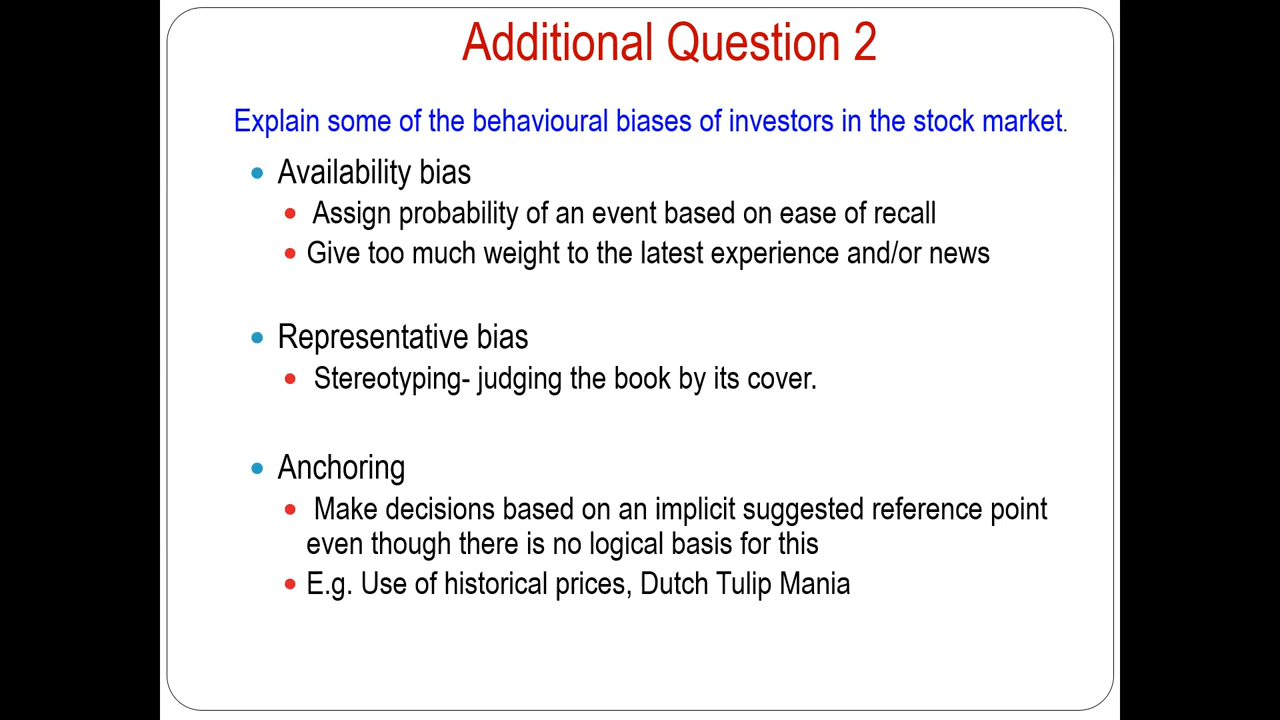 Additional Question 2
Explain some of the behavioural biases of investors in the stock market.
• Availability bias
• Assign probability of an event based on ease of recall
• Give too much weight to the latest experience and/or news
• Representative bias
• Stereotyping- judging the book by its cover.
• Anchoring
• Make decisions based on an implicit suggested reference point
even though there is no logical basis for this
• E.g. Use of historical prices, Dutch Tulip Mania